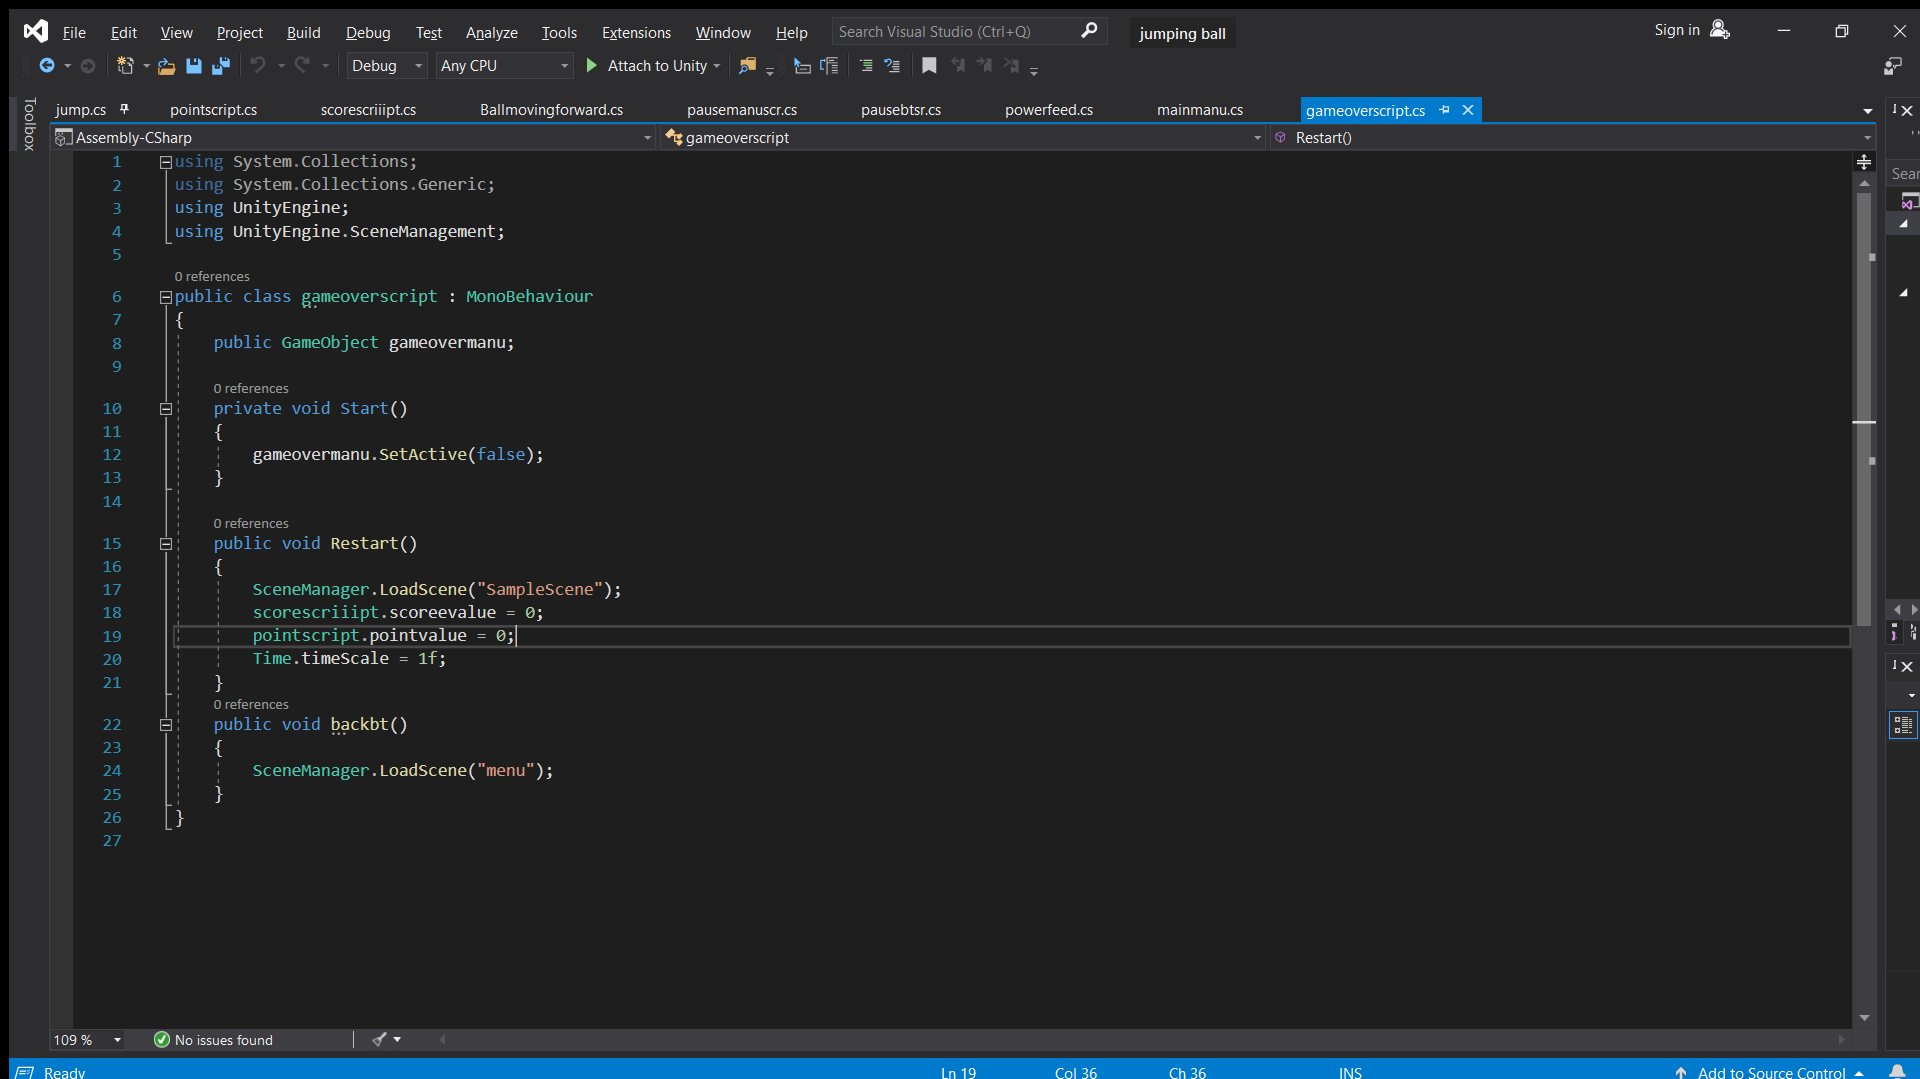 File Edit View Project Build Debug Test Analyze Tools Extensions Window Help Search Visual Studio (Ctrl+Q) jumping ball Sign in
Debug Any CPU Attach to Unity
Toolbox
jump.cs pointscript.cs scorescriiipt.cs Ballmovingforward.cs pausemanuscr.cs pausebtsr.cs powerfeed.cs mainmanu.cs gameoverscript.cs
Assembly-CSharp gameoverscript Restart()
1 using System.Collections;
2 using System.Collections.Generic;
3 using UnityEngine;
4 using UnityEngine.SceneManagement;
5
0 references
6 public class gameoverscript : MonoBehaviour
7 {
8 public GameObject gameovermanu;
9
0 references
10 private void Start()
11 {
12 gameovermanu.SetActive(false);
13 }
14
0 references
15 public void Restart()
16 {
17 SceneManager.LoadScene("SampleScene");
18 scorescriiipt.scoreevalue = 0;
19 pointscript.pointvalue = 0;
20 Time.timeScale = 1f;
21 }
0 references
22 public void backbt()
23 {
24 SceneManager.LoadScene("menu");
25 }
26 }
27
Sear
109 % No issues found
Ready Ln 19 Col 36 Ch 36 INS Add to Source Control